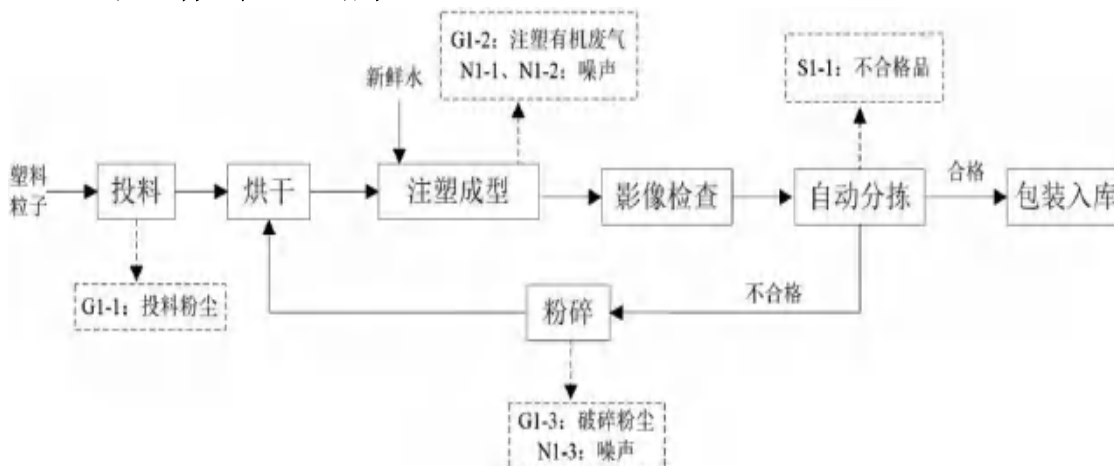 G1-2：注塑有机废气
N1-1、N1-2：噪声
S1-1：不合格品
新鲜水
塑料
粒子
投料
烘干
注塑成型
影像检查
自动分拣
合格
包装入库
G1-1：投料粉尘
粉碎
不合格
G1-3：破碎粉尘
N1-3：噪声